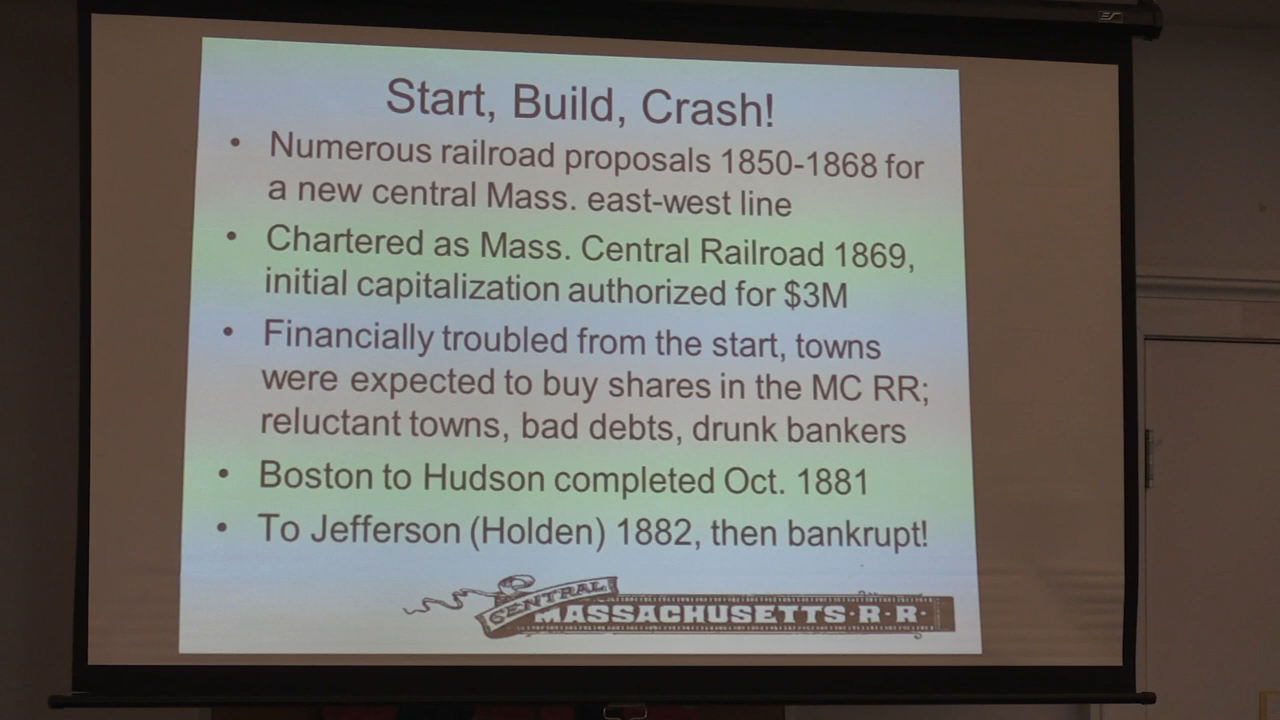 Start, Build, Crash!
• Numerous railroad proposals 1850-1868 for
a new central Mass. east-west line
• Chartered as Mass. Central Railroad 1869,
initial capitalization authorized for $3M
• Financially troubled from the start, towns
were expected to buy shares in the MC RR;
reluctant towns, bad debts, drunk bankers
• Boston to Hudson completed Oct. 1881
• To Jefferson (Holden) 1882, then bankrupt!
CENTRAL
MASSACHUSETTS·R·R·